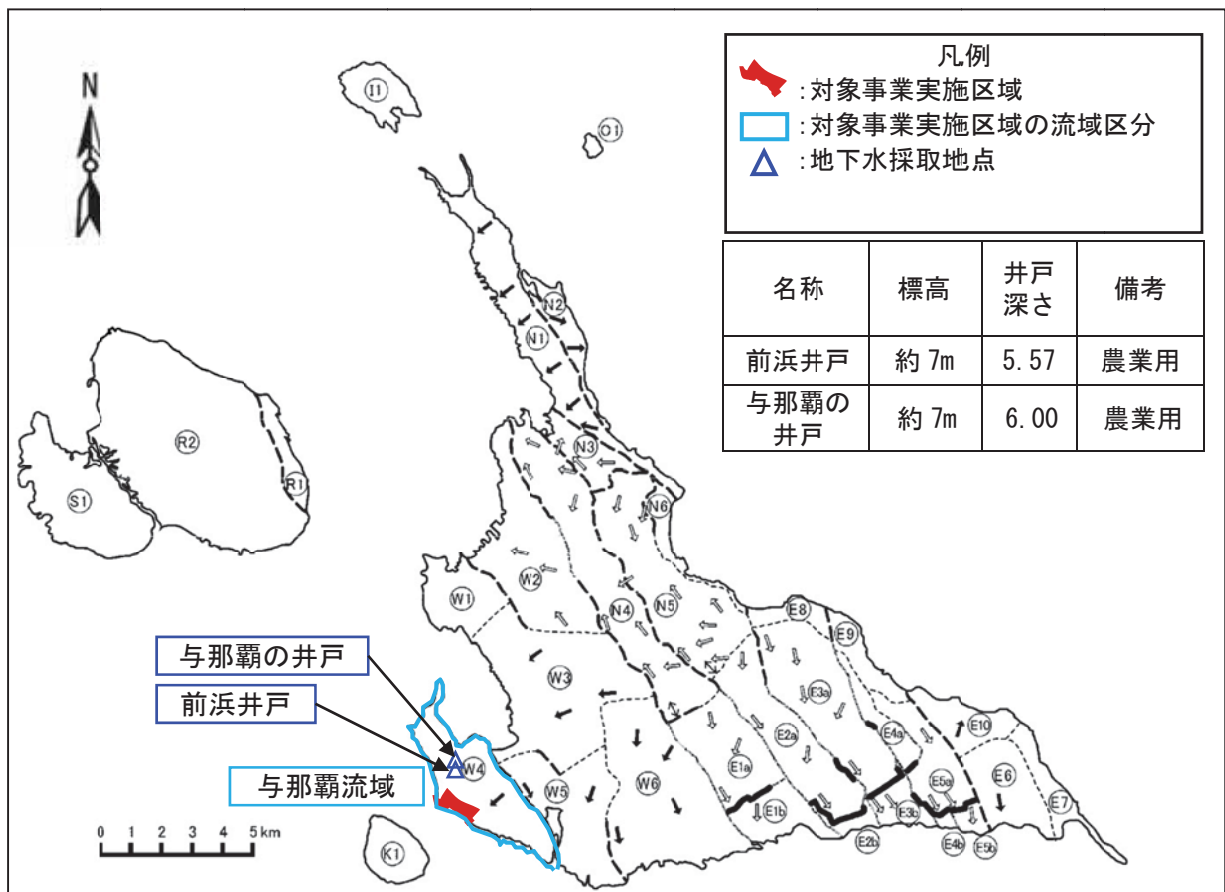 凡例
:対象事業実施区域
:対象事業実施区域の流域区分
:地下水採取地点
名称 標高 井戸深さ 備考
前浜井戸 約 7m 5.57 農業用
与那覇の井戸 約 7m 6.00 農業用
N
I1
O1
N2
N1
R2
N3
R1
S1
N6
W2
W1
N4
N5
E8
E9
与那覇の井戸
W3
E3a
前浜井戸
E10
E2a
E4a
W4
E1a
与那覇流域
W5
W6
E5a
E6
E7
E1b
E3b
0 1 2 3 4 5 km
K1
E2b
E4b
E5b